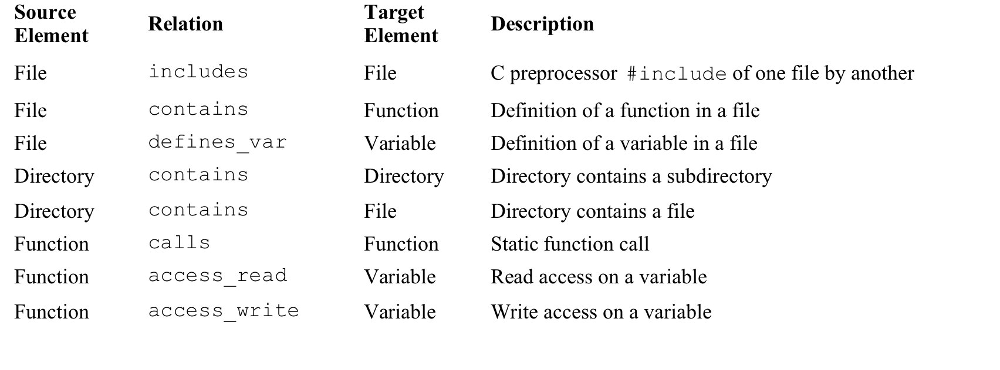 Source Element Relation Target Element Description
File includes File C preprocessor #include of one file by another
File contains Function Definition of a function in a file
File defines_var Variable Definition of a variable in a file
Directory contains Directory Directory contains a subdirectory
Directory contains File Directory contains a file
Function calls Function Static function call
Function access_read Variable Read access on a variable
Function access_write Variable Write access on a variable